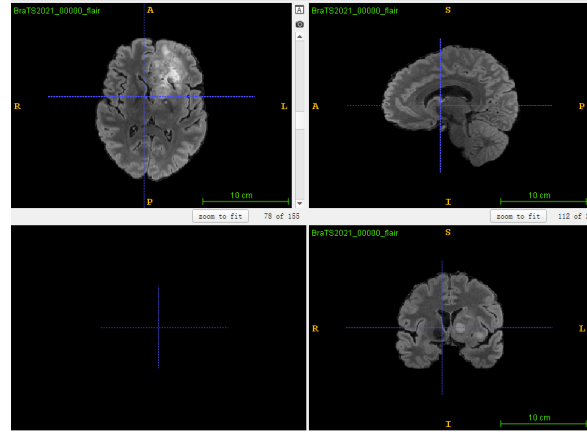 BraTS2021_00000_flair
A
R
L
P
10 cm
A
zoom to fit
78 of 155
BraTS2021_00000_flair
S
A
P
I
10 cm
zoom to fit
112 of
BraTS2021_00000_flair
S
R
L
I
10 cm